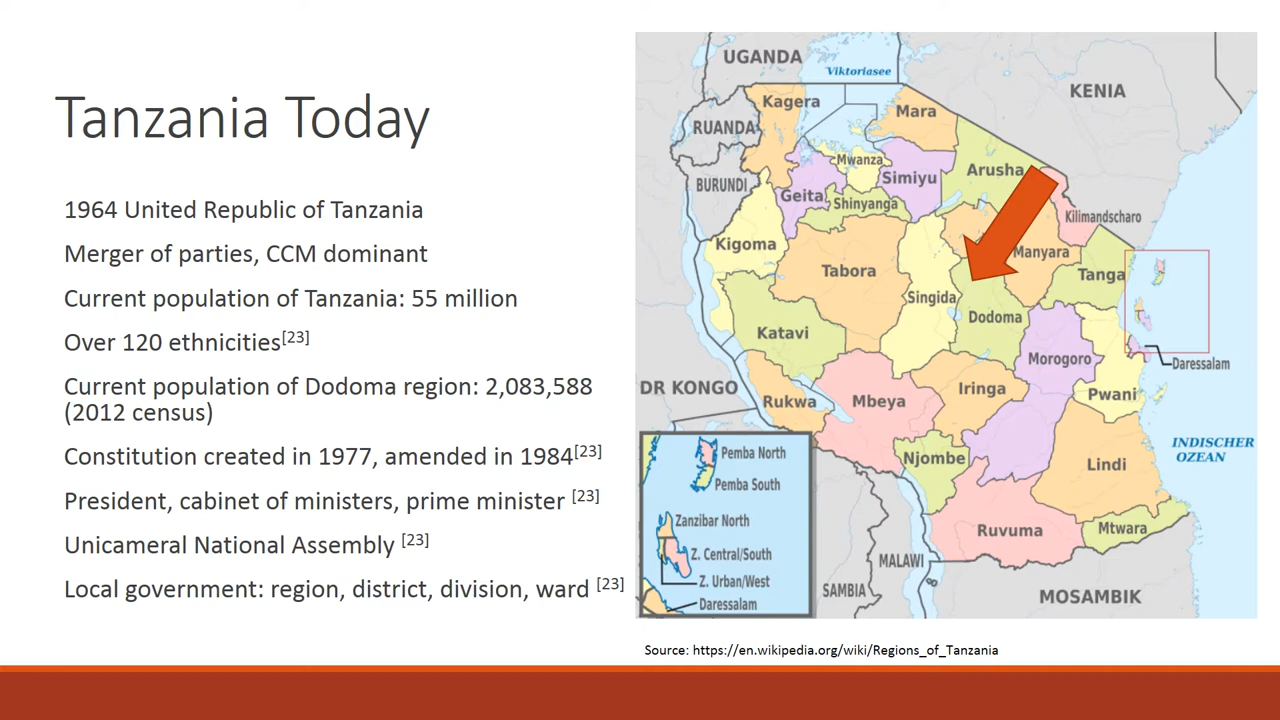 Tanzania Today
1964 United Republic of Tanzania
Merger of parties, CCM dominant
Current population of Tanzania: 55 million
Over 120 ethnicities[23]
Current population of Dodoma region: 2,083,588
(2012 census)
Constitution created in 1977, amended in 1984[23]
President, cabinet of ministers, prime minister [23]
Unicameral National Assembly [23]
Local government: region, district, division, ward [23]
UGANDA
Viktoriasee
KENIA
Kagera
Mara
RUANDA
Mwanza
Arusha
BURUNDI
Geita
Simiyu
Shinyanga
Kilimandscharo
Kigoma
Manyara
Tabora
Tanga
Singida
Dodoma
Katavi
Morogoro
Daressalam
DR KONGO
Rukwa
Mbeya
Iringa
Pwani
INDISCHER
OZEAN
Njombe
Lindi
Ruvuma
Mtwara
MALAWI
SAMBIA
MOSAMBIK
Pemba North
Pemba South
Zanzibar North
Z. Central/South
Z. Urban/West
Daressalam
Source: https://en.wikipedia.org/wiki/Regions_of_Tanzania